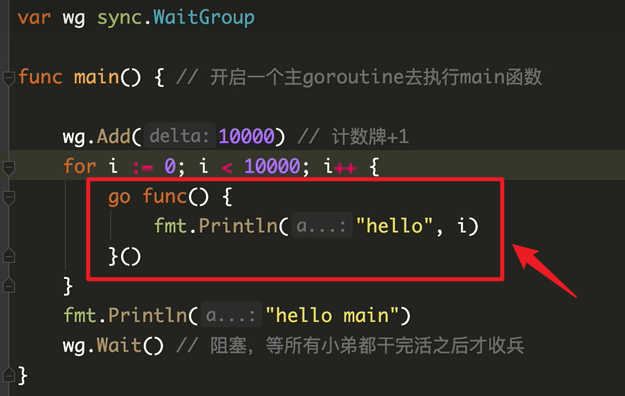 var wg sync.WaitGroup
func main() { // 开启一个主goroutine去执行main函数
wg.Add( delta: 10000) // 计数牌+1
for i := 0; i < 10000; i++ {
go func() {
fmt.Println( a...: "hello", i)
}()
}
fmt.Println( a...: "hello main")
wg.Wait() // 阻塞，等所有小弟都干完活之后才收兵
}